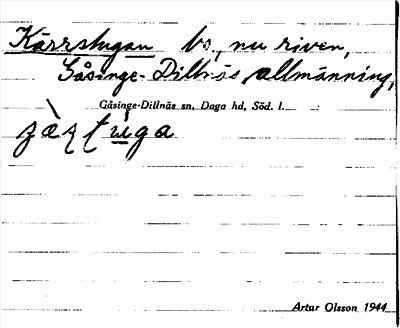 Kärrstugan bs., nu riven,
Gåsinge-Dillnäs allmänning,
Gåsinge-Dillnäs sn, Daga hd, Söd. l.
Artur Olsson 1944